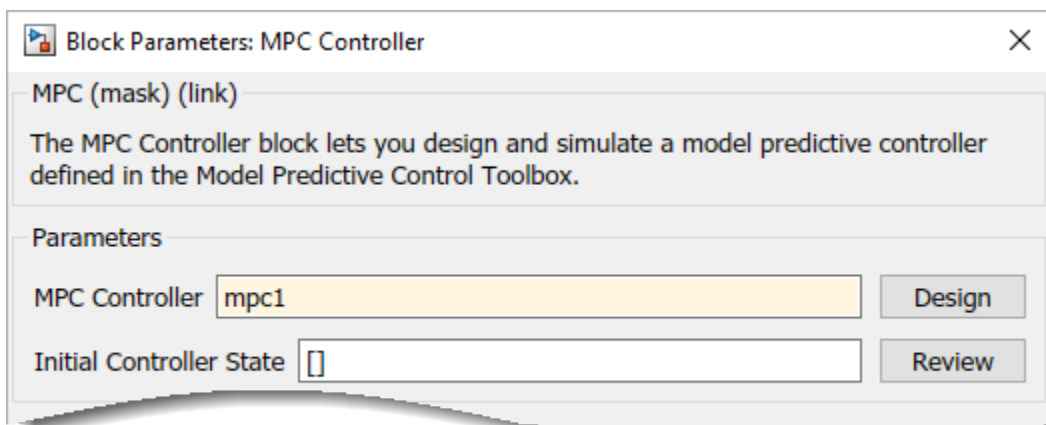 Block Parameters: MPC Controller
MPC (mask) (link)
The MPC Controller block lets you design and simulate a model predictive controller
defined in the Model Predictive Control Toolbox.
Parameters
MPC Controller mpc1 Design
Initial Controller State [] Review